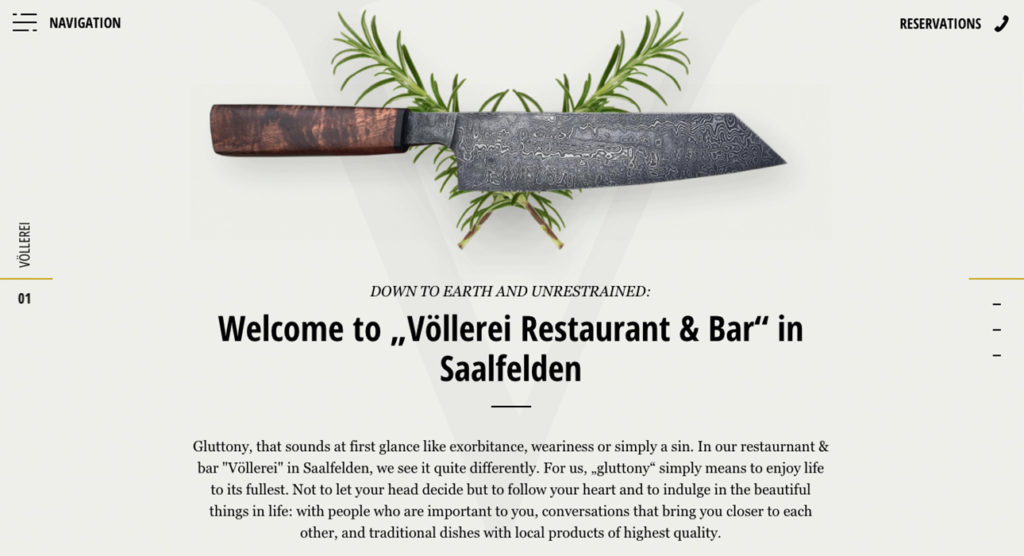 NAVIGATION
RESERVATIONS
VÖLLEREI
01
DOWN TO EARTH AND UNRESTRAINED:
Welcome to „Völlerei Restaurant & Bar“ in
Saalfelden
Gluttony, that sounds at first glance like exorbitance, weariness or simply a sin. In our restaurnant &
bar "Völlerei" in Saalfelden, we see it quite differently. For us, „gluttony“ simply means to enjoy life
to its fullest. Not to let your head decide but to follow your heart and to indulge in the beautiful
things in life: with people who are important to you, conversations that bring you closer to each
other, and traditional dishes with local products of highest quality.